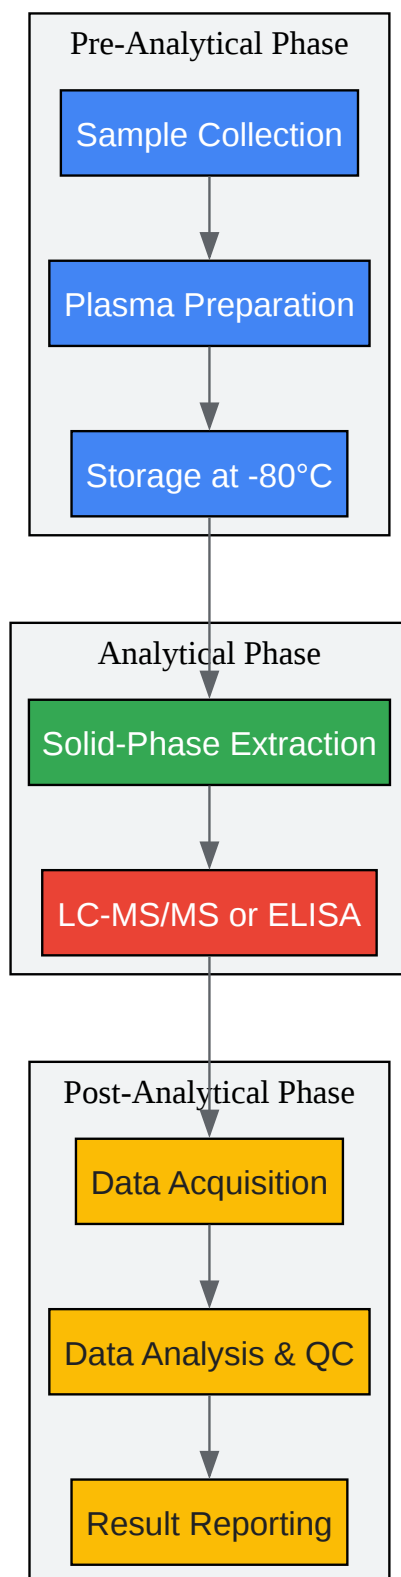 Pre-Analytical Phase
Sample Collection
Plasma Preparation
Storage at -80°C
Analytical Phase
Solid-Phase Extraction
LC-MS/MS or ELISA
Post-Analytical Phase
Data Acquisition
Data Analysis & QC
Result Reporting